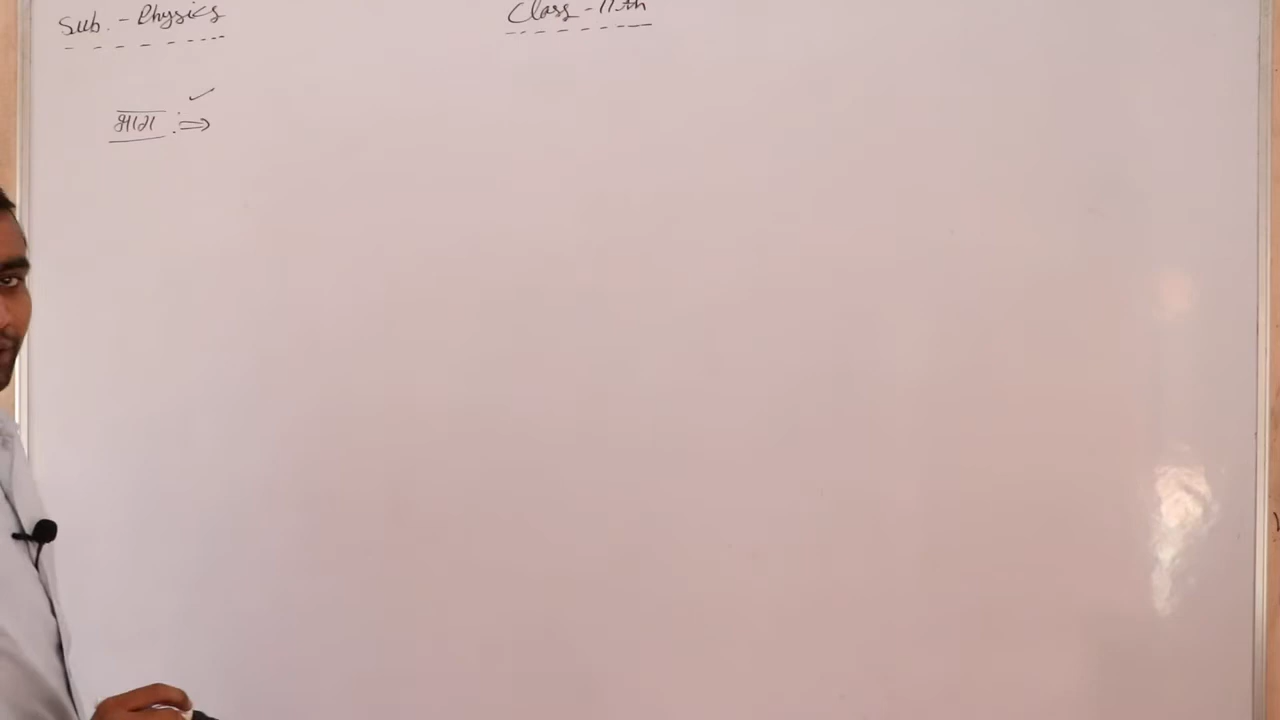 Sub. - Physics
Class - 11th
भाग :⇒